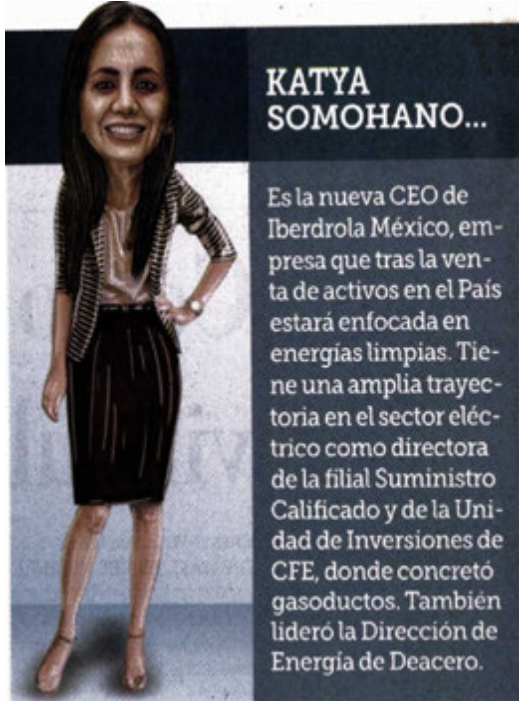 KATYA
SOMOHANO...
Es la nueva CEO de
Iberdrola México, em-
presa que tras la ven-
ta de activos en el País
estará enfocada en
energías limpias. Tie-
ne una amplia trayec-
toria en el sector eléc-
trico como directora
de la filial Suministro
Calificado y de la Uni-
dad de Inversiones de
CFE, donde concretó
gasoductos. También
lideró la Dirección de
Energía de Deacero.